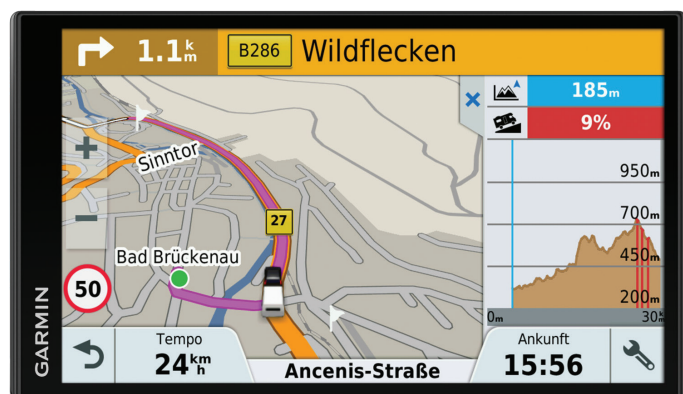 1.1 km B286 Wildflecken
185m
9%
Sinntor
27
Bad Brückenau
950m
700m
450m
200m
0m 30k
50
GARMIN
Tempo
24 km/h
Ancenis-Straße
Ankunft
15:56